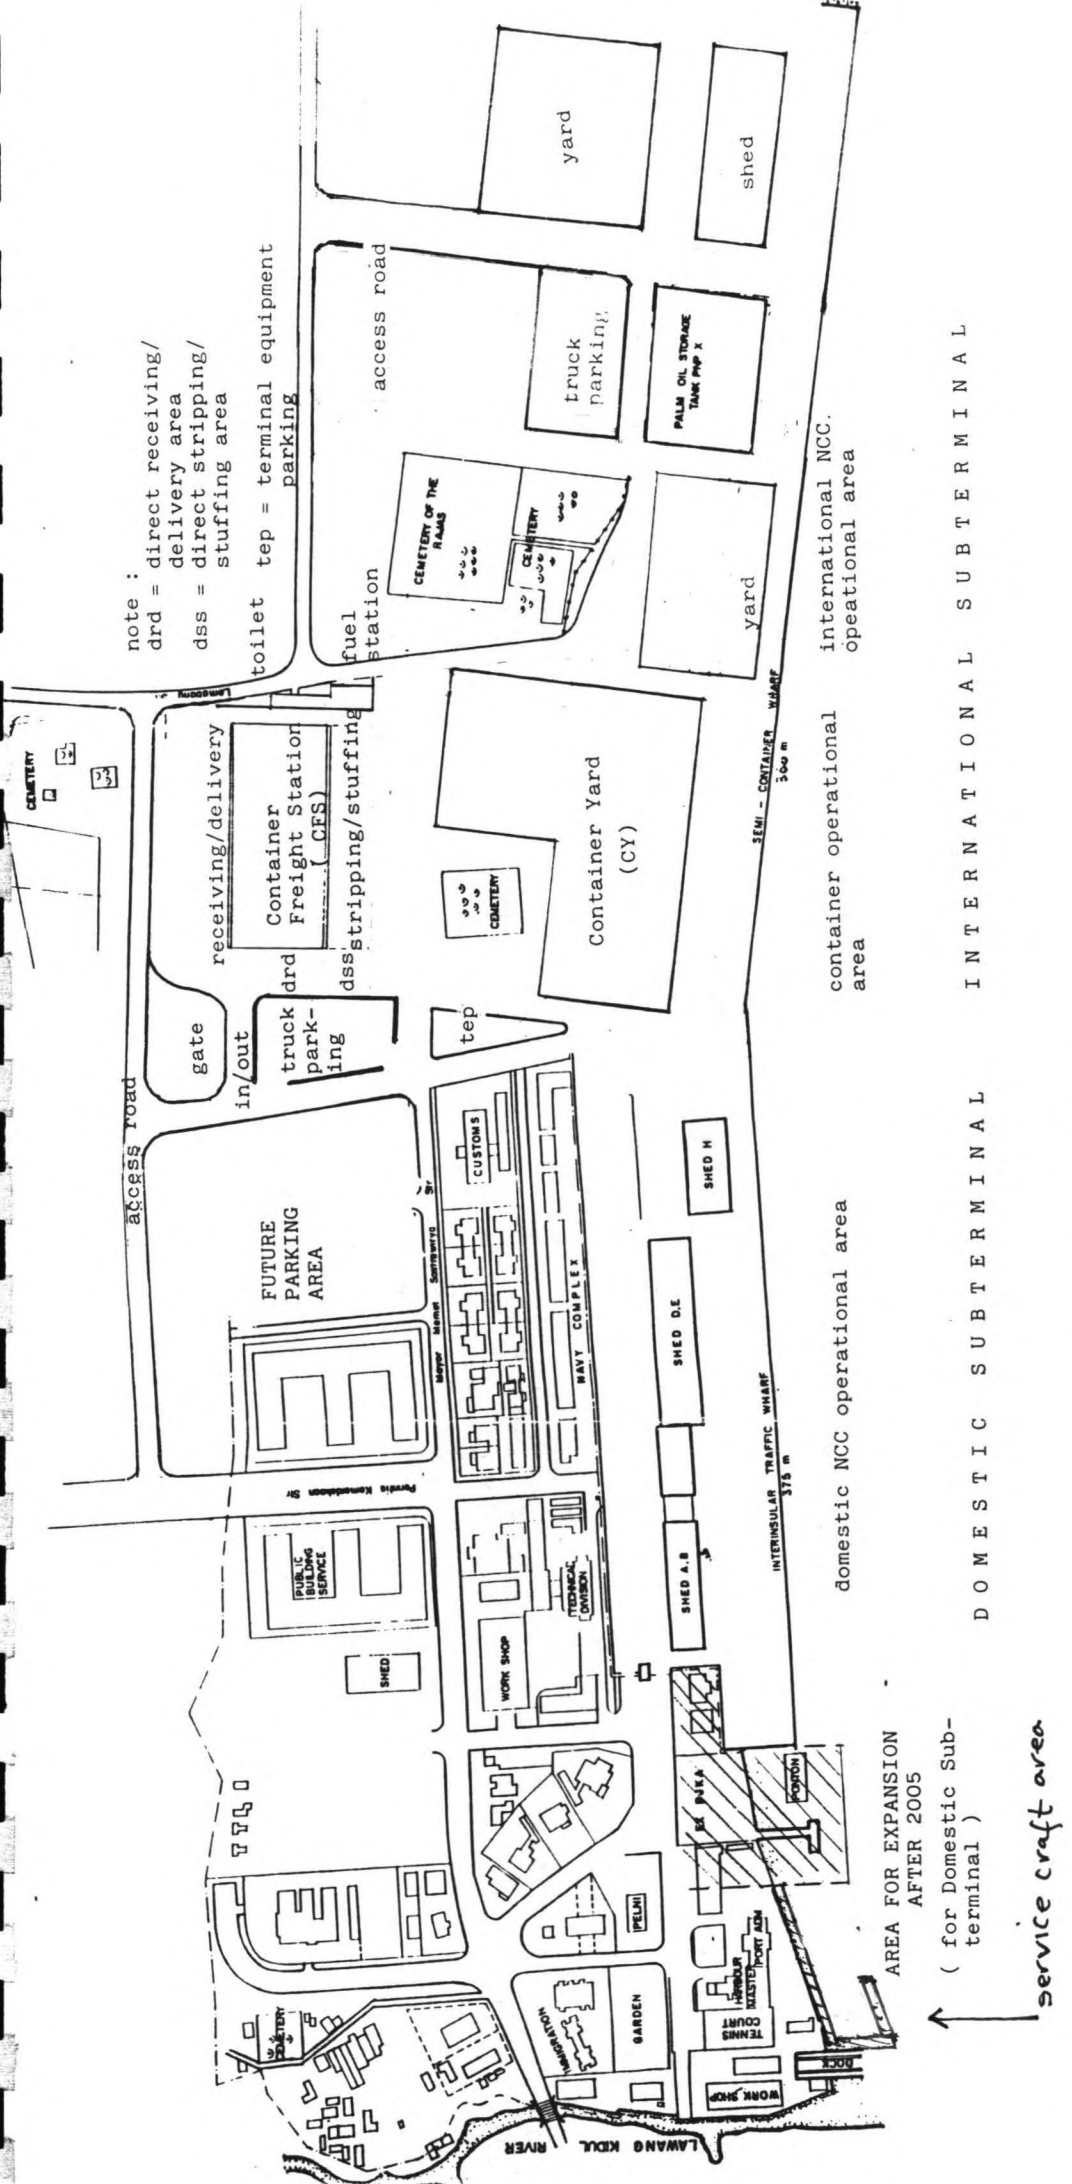 note :
drd = direct receiving/
delivery area
dss = direct stripping/
stuffing area
toilet
tep = terminal equipment
parking
CEMETERY
Lamabang
access road
receiving/delivery
Container
Freight Station
( CFS)
drd
stripping/stuffing
dss
fuel
station
access road
gate
in/out
truck
park-
ing
tep
CEMETERY
Container Yard
(CY)
CEMETERY OF THE
RAJAS
CEMETERY
truck
parking
PALM OIL STORAGE
TANK PNP X
yard
shed
yard
SEMI - CONTAINER WHARF
300 m
FUTURE
PARKING
AREA
Str
CUSTOMS
NAVY COMPLEX
SHED H
SHED D.E
SHED A.B
INTERINSULAR TRAFFIC WHARF
375 m
PUBLIC
BUILDING
SERVICE
SHED
WORK SHOP
TECHNICAL
DIVISION
PONTON
PELNI
HARBOUR
MASTER
PORT ADM
TENNIS
COURT
GARDEN
IMMIGRATION
CEMETERY
WORK SHOP
DOCK
LAWANG KIDUL
RIVER
AREA FOR EXPANSION
AFTER 2005
( for Domestic Sub-
terminal )
service craft area
domestic NCC operational area
container operational
area
international NCC.
opeational area
DOMESTIC SUBTERMINAL
INTERNATIONAL SUBTERMINAL